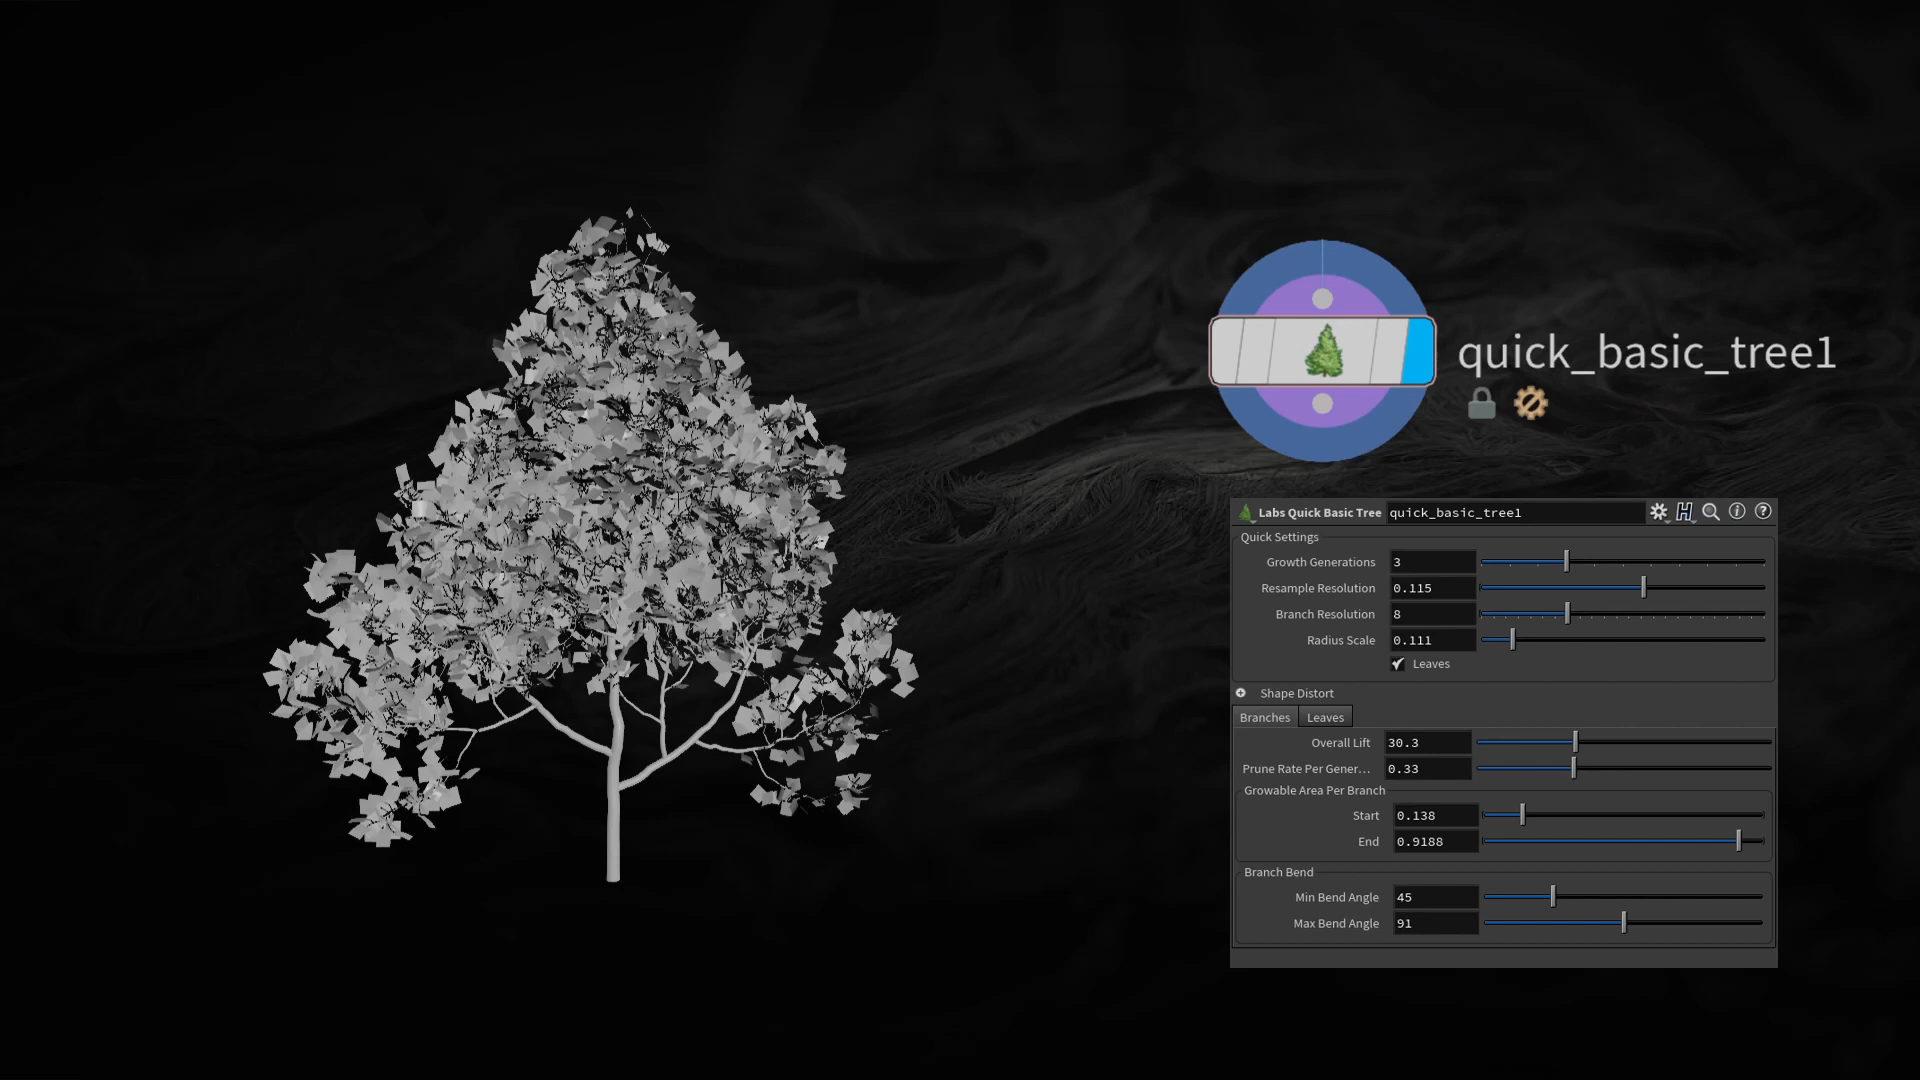 quick_basic_tree1
Labs Quick Basic Tree quick_basic_tree1
Quick Settings
Growth Generations 3
Resample Resolution 0.115
Branch Resolution 8
Radius Scale 0.111
Leaves
Shape Distort
Branches Leaves
Overall Lift 30.3
Prune Rate Per Gener... 0.33
Growable Area Per Branch
Start 0.138
End 0.9188
Branch Bend
Min Bend Angle 45
Max Bend Angle 91